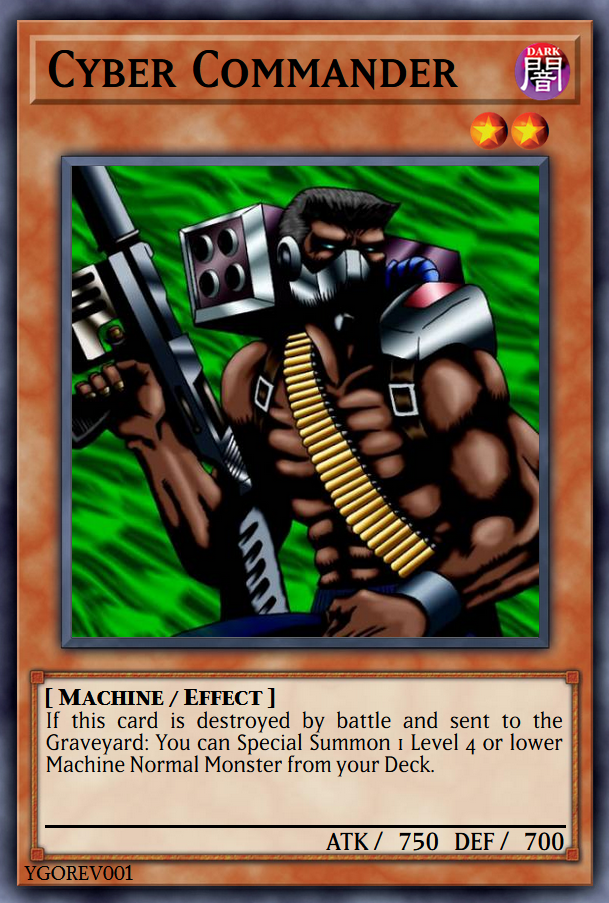 Cyber Commander
DARK
闇
[ Machine / Effect ]
If this card is destroyed by battle and sent to the
Graveyard: You can Special Summon 1 Level 4 or lower
Machine Normal Monster from your Deck.
ATK / 750 DEF / 700
YGOREV001